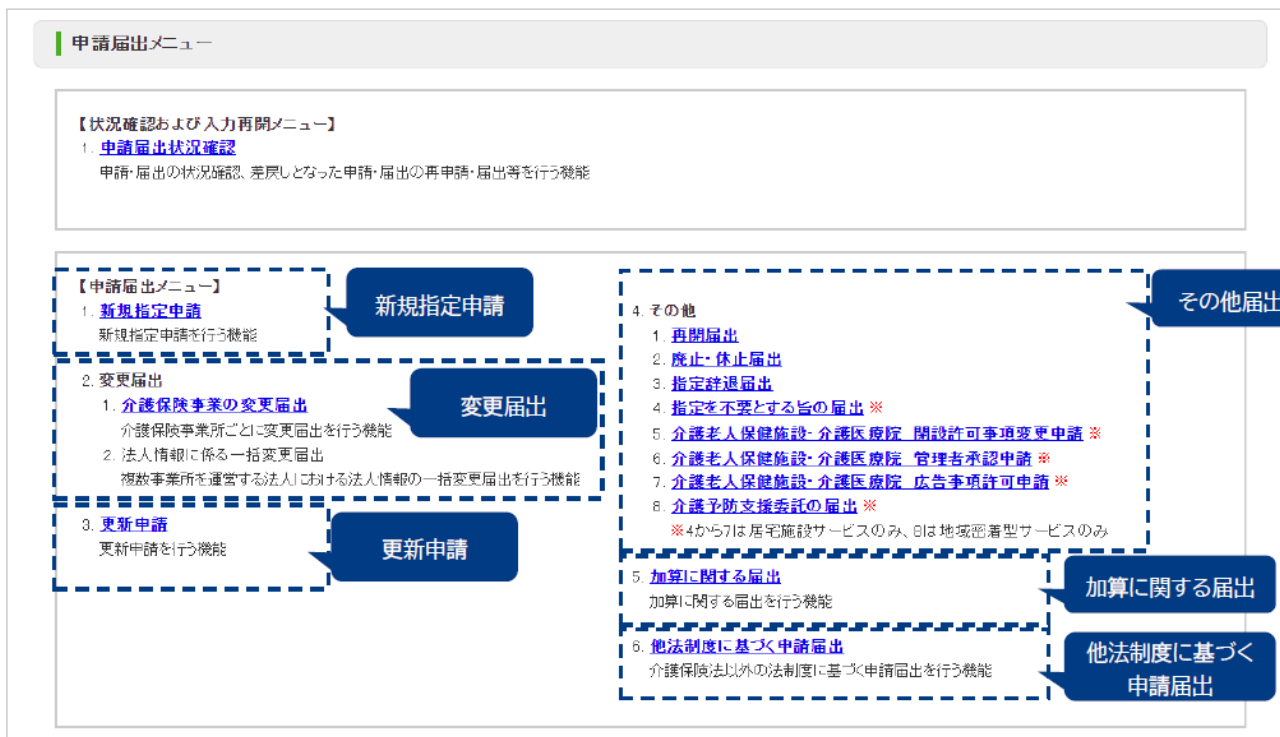 申請届出メニュー
【状況確認および入力再開メニュー】
1. 申請届出状況確認
申請・届出の状況確認、差戻しとなった申請・届出の再申請・届出等を行う機能
【申請届出メニュー】
1. 新規指定申請
新規指定申請を行う機能
新規指定申請
2. 変更届出
1. 介護保険事業の変更届出
介護保険事業所ごとに変更届出を行う機能
2. 法人情報に係る一括変更届出
複数事業所を運営する法人における法人情報の一括変更届出を行う機能
変更届出
3. 更新申請
更新申請を行う機能
更新申請
4. その他
1. 再開届出
2. 廃止・休止届出
3. 指定辞退届出
4. 指定を不要とする旨の届出 ※
5. 介護老人保健施設・介護医療院 開設許可事項変更申請 ※
6. 介護老人保健施設・介護医療院 管理者承認申請 ※
7. 介護老人保健施設・介護医療院 広告事項許可申請 ※
8. 介護予防支援委託の届出 ※
※4から7は居宅施設サービスのみ、8は地域密着型サービスのみ
その他届出
5. 加算に関する届出
加算に関する届出を行う機能
加算に関する届出
6. 他法制度に基づく申請届出
介護保険法以外の法制度に基づく申請届出を行う機能
他法制度に基づく
申請届出